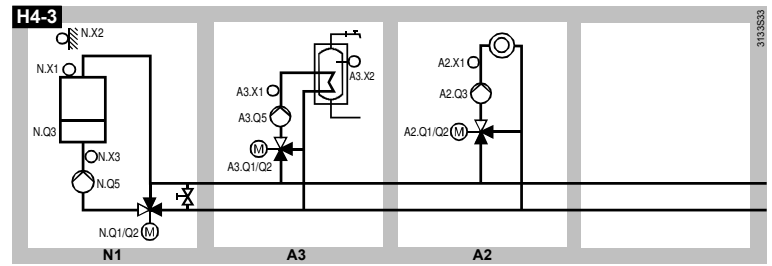 H4-3
N.X2
N.X1
N.Q3
N.X3
N.Q5
N.Q1/Q2 M
N1
A3.X1
A3.X2
A3.Q5
M
A3.Q1/Q2
A3
A2.X1
A2.Q3
A2.Q1/Q2 M
A2
3133S33